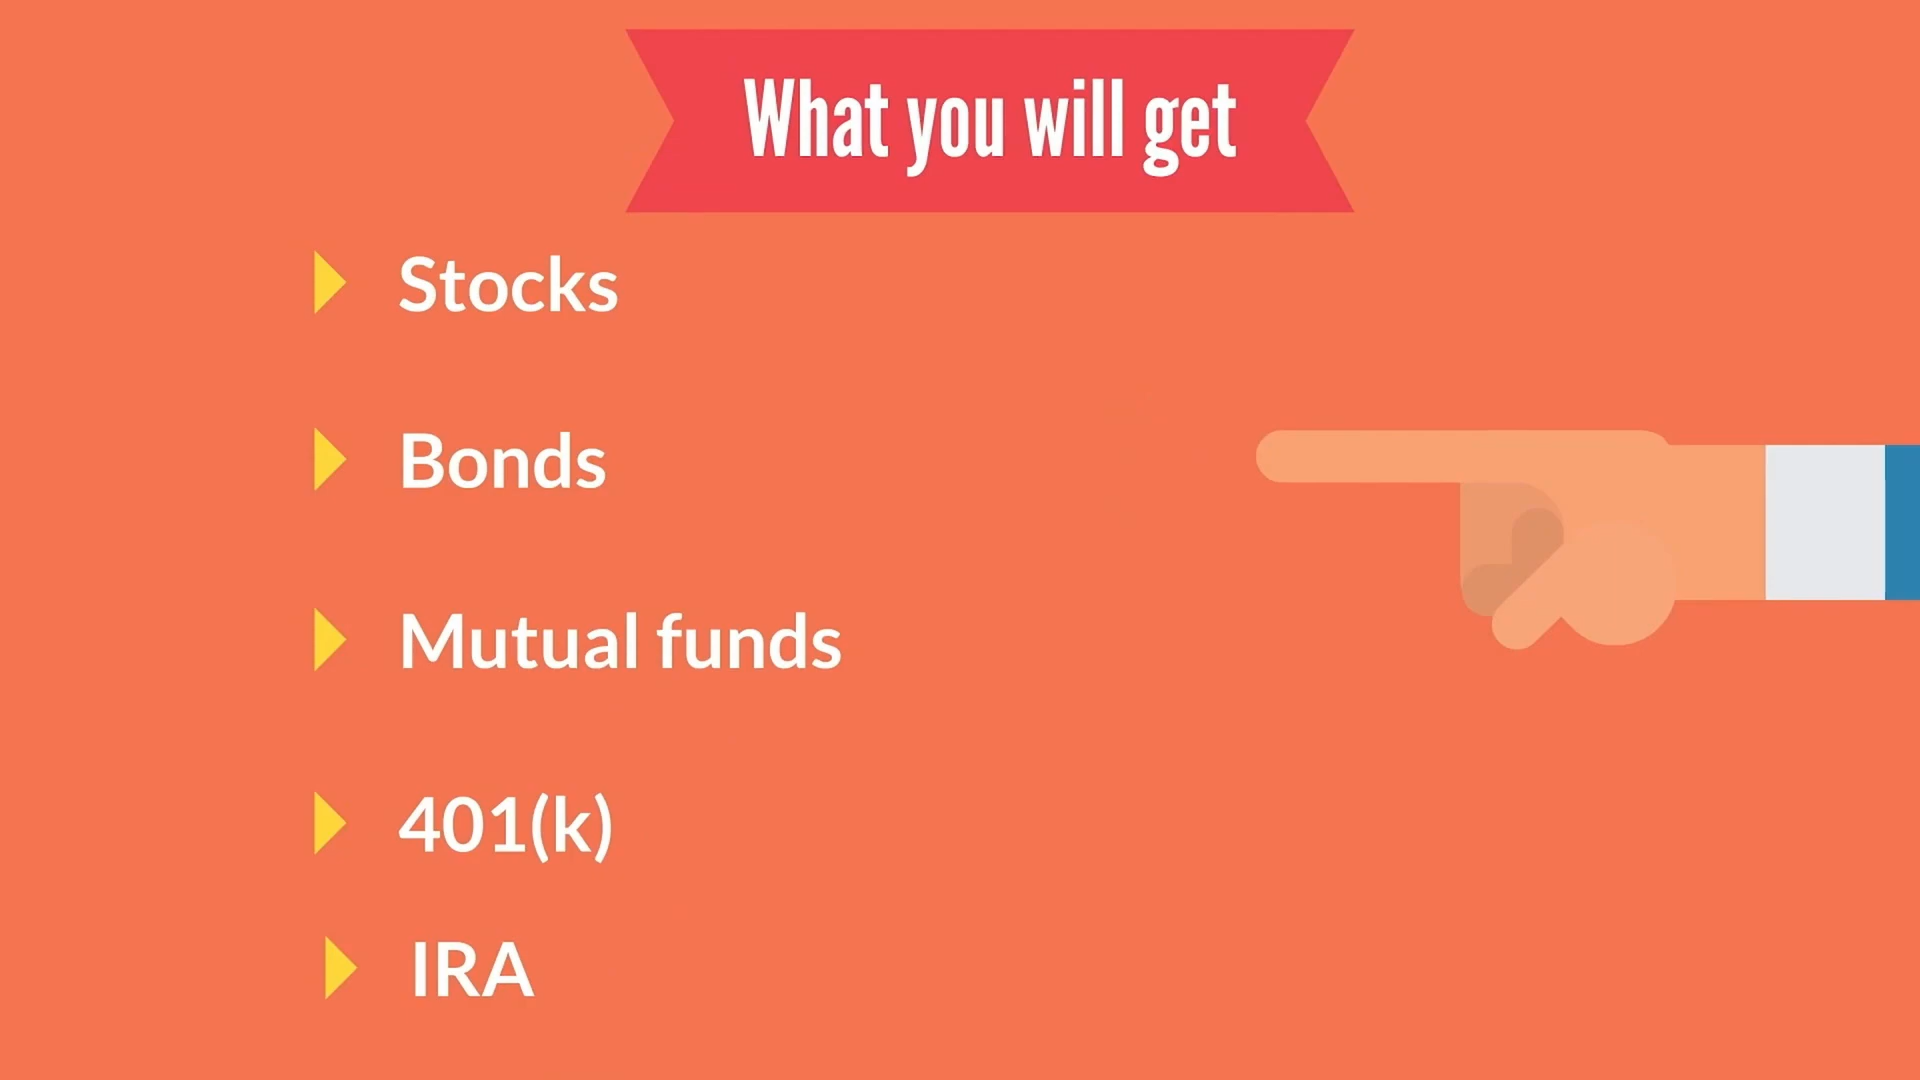 What you will get
Stocks
Bonds
Mutual funds
401(k)
IRA